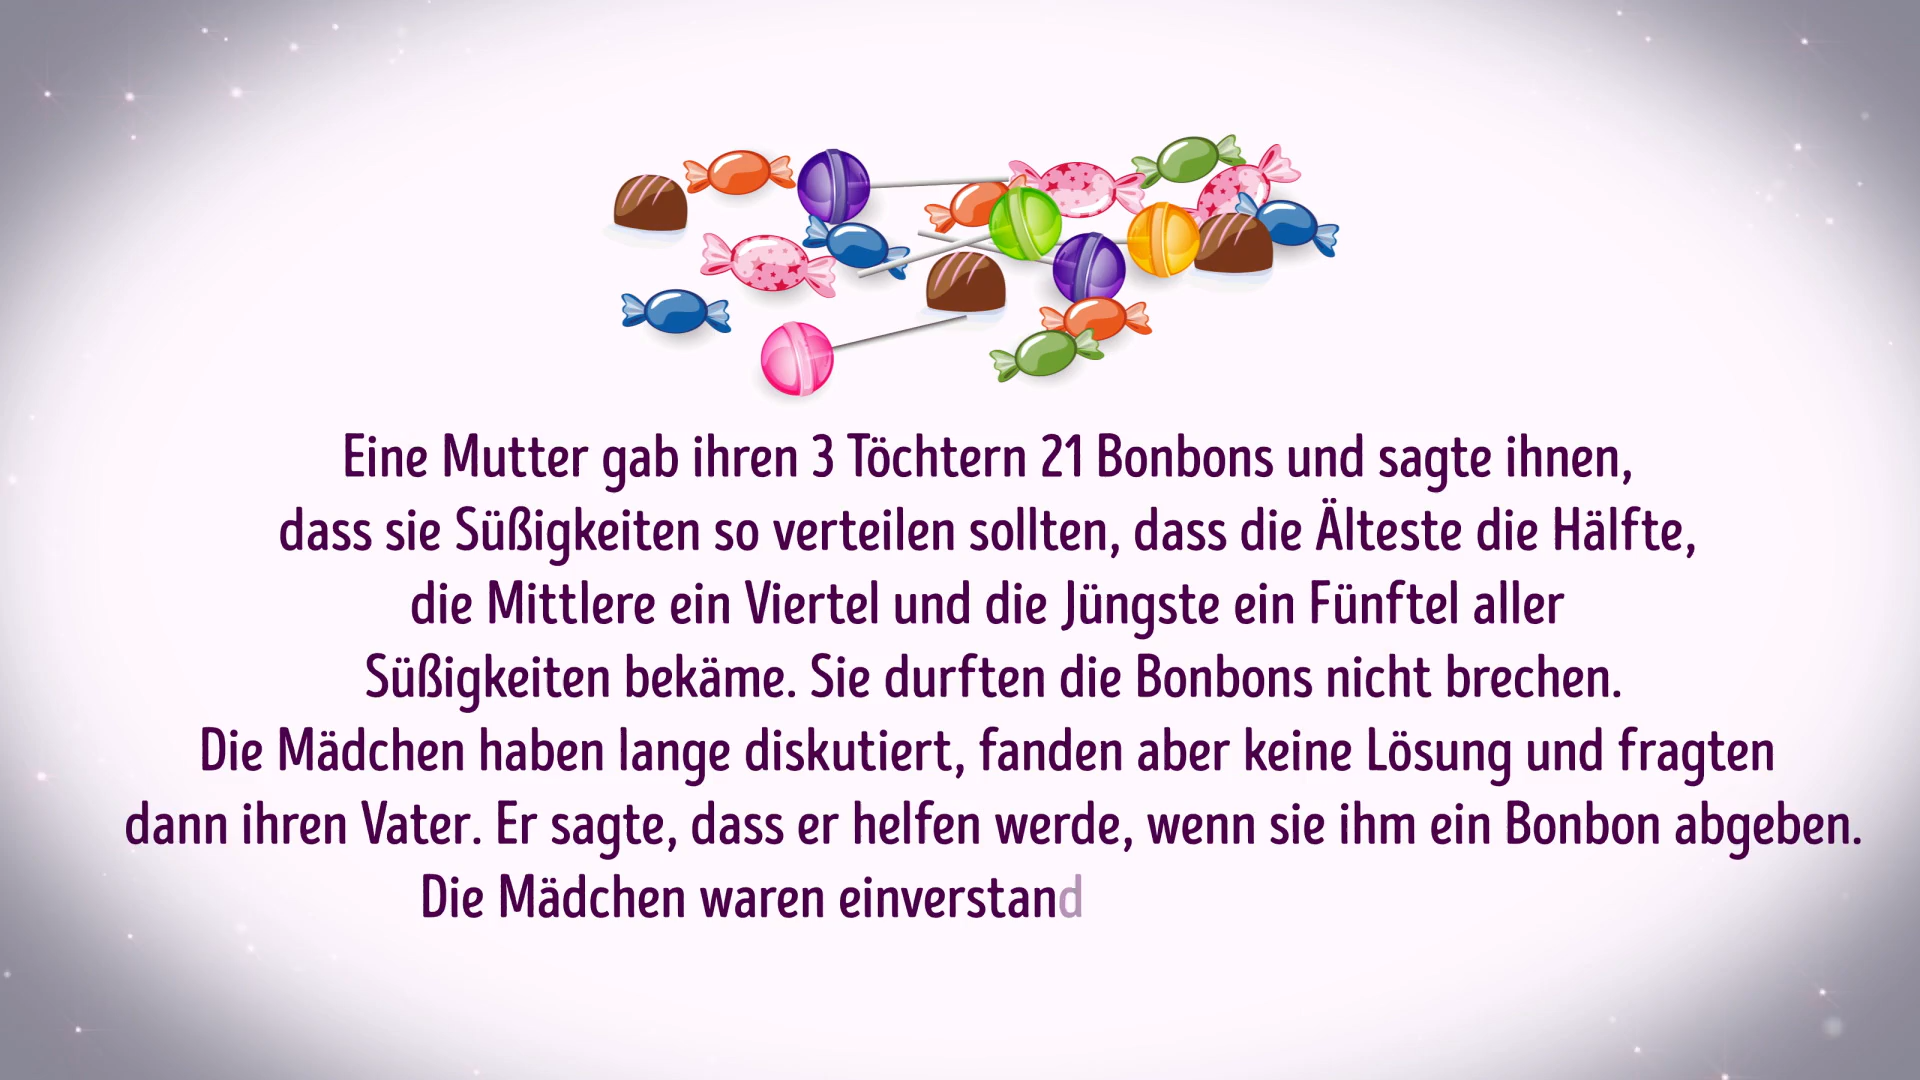 Eine Mutter gab ihren 3 Töchtern 21 Bonbons und sagte ihnen,
dass sie Süßigkeiten so verteilen sollten, dass die Älteste die Hälfte,
die Mittlere ein Viertel und die Jüngste ein Fünftel aller
Süßigkeiten bekäme. Sie durften die Bonbons nicht brechen.
Die Mädchen haben lange diskutiert, fanden aber keine Lösung und fragten
dann ihren Vater. Er sagte, dass er helfen werde, wenn sie ihm ein Bonbon abgeben.
Die Mädchen waren einverstand